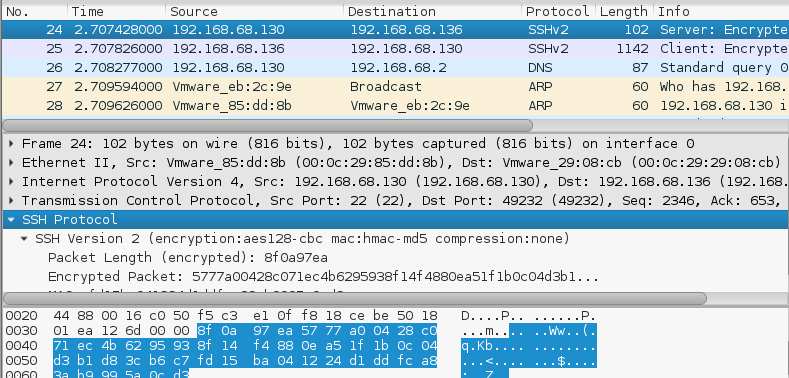 No. Time Source Destination Protocol Length Info
24 2.707428000 192.168.68.130 192.168.68.136 SSHv2 102 Server: Encrypte
25 2.707826000 192.168.68.136 192.168.68.130 SSHv2 1142 Client: Encrypte
26 2.708277000 192.168.68.130 192.168.68.2 DNS 87 Standard query 0
27 2.709594000 Vmware_eb:2c:9e Broadcast ARP 60 Who has 192.168.
28 2.709626000 Vmware_85:dd:8b Vmware_eb:2c:9e ARP 60 192.168.68.130 i
Frame 24: 102 bytes on wire (816 bits), 102 bytes captured (816 bits) on interface 0
Ethernet II, Src: Vmware_85:dd:8b (00:0c:29:85:dd:8b), Dst: Vmware_29:08:cb (00:0c:29:29:08:cb)
Internet Protocol Version 4, Src: 192.168.68.130 (192.168.68.130), Dst: 192.168.68.136 (192.168.
Transmission Control Protocol, Src Port: 22 (22), Dst Port: 49232 (49232), Seq: 2346, Ack: 653,
SSH Protocol
SSH Version 2 (encryption:aes128-cbc mac:hmac-md5 compression:none)
Packet Length (encrypted): 8f0a97ea
Encrypted Packet: 5777a00428c071ec4b6295938f14f4880ea51f1b0c04d3b1...
0020 44 88 00 16 c0 50 f5 c3 e1 0f f8 18 ce be 50 18 D....P.. ......P.
0030 01 ea 12 6d 00 00 8f 0a 97 ea 57 77 a0 04 28 c0 ...m.... ..Ww..(.
0040 71 ec 4b 62 95 93 8f 14 f4 88 0e a5 1f 1b 0c 04 q.Kb.... ........
0050 d3 b1 d8 3c b6 c7 fd 15 ba 04 12 24 d1 dd fc a8 ...<.... ...$....
0060 3a b9 99 5a 0c d3